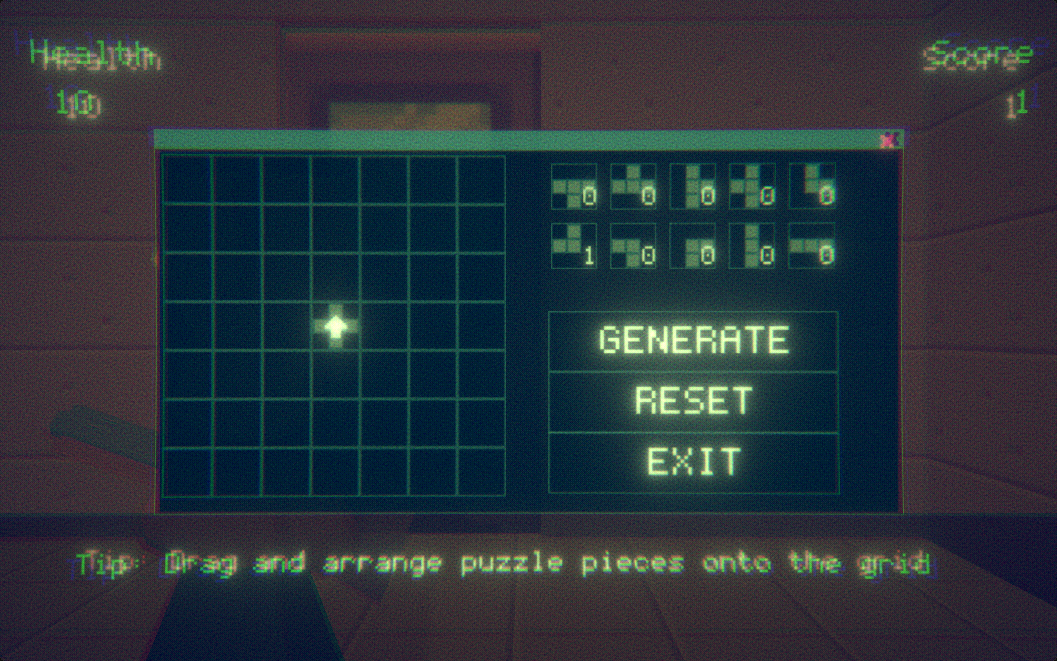 Health
10
Score
11
0 0 0 0 0
1 0 0 0 0
GENERATE
RESET
EXIT
Tip: Drag and arrange puzzle pieces onto the grid